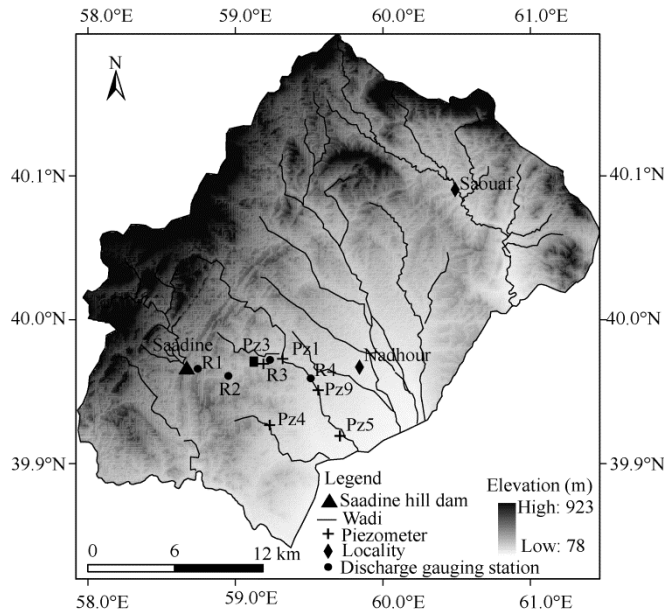 58.0°E 59.0°E 60.0°E 61.0°E
N
40.1°N 40.1°N
Saouaf
40.0°N 40.0°N
Saadine
R1
R2
Pz3
R3
Pz1
R4
Nadhour
Pz9
Pz4
Pz5
39.9°N 39.9°N
Legend
Saadine hill dam
Wadi
Piezometer
Locality
Discharge gauging station
Elevation (m)
High: 923
Low: 78
0 6 12 km
58.0°E 59.0°E 60.0°E 61.0°E